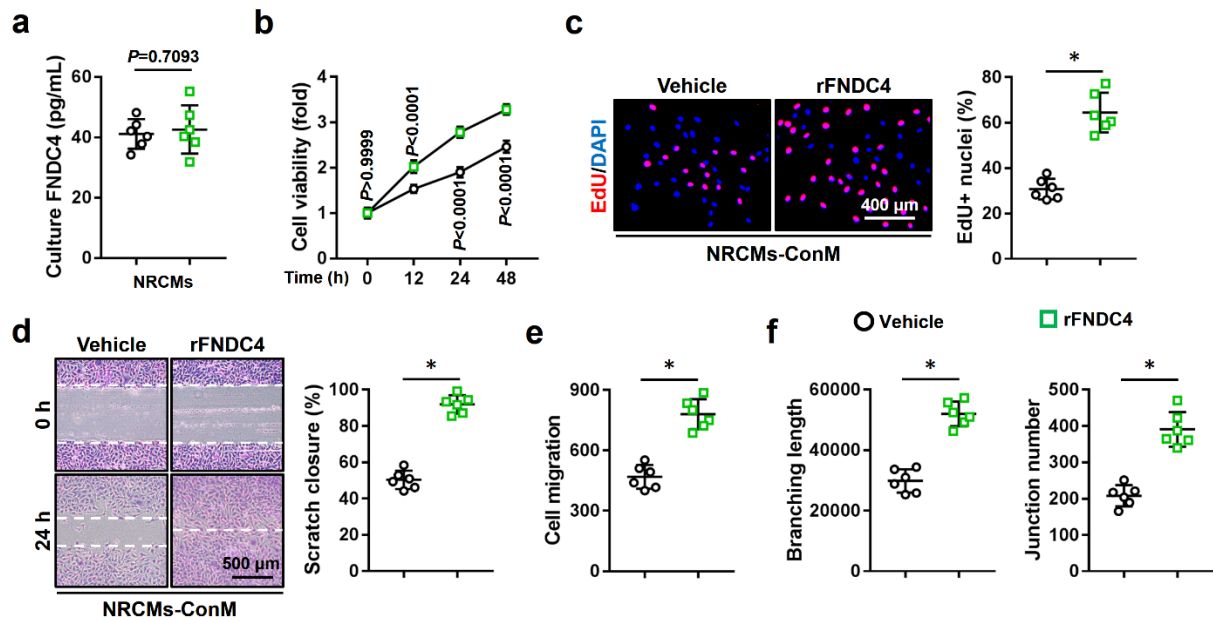 a
P=0.7093
Culture FNDC4 (pg/mL)
60
40
20
0
NRCMs
b
Cell viability (fold)
4
3
2
1
0
P>0.9999
P<0.0001
P<0.0001
P<0.0001
Time (h)
0
12
24
48
c
Vehicle
rFNDC4
EdU/DAPI
400 μm
NRCMs-ConM
*
EdU+ nuclei (%)
80
60
40
20
0
d
Vehicle
rFNDC4
0 h
24 h
500 μm
NRCMs-ConM
*
Scratch closure (%)
100
80
60
40
20
0
e
*
Cell migration
900
600
300
0
f
Vehicle
rFNDC4
*
Branching length
60000
40000
20000
0
*
Junction number
500
400
300
200
100
0